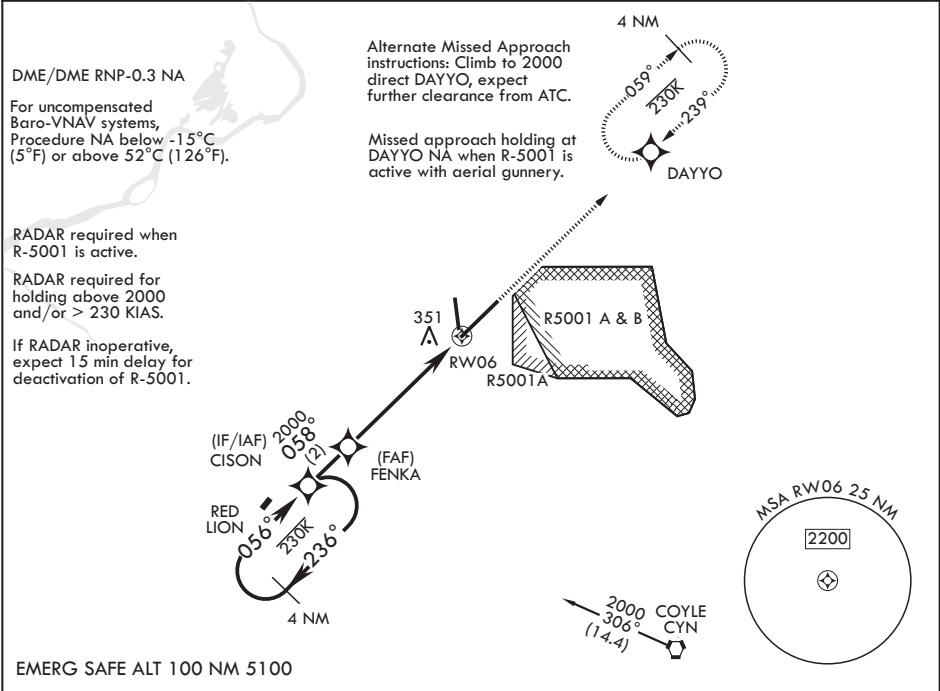 DME/DME RNP-0.3 NA
For uncompensated
Baro-VNAV systems,
Procedure NA below -15°C
(5°F) or above 52°C (126°F).
RADAR required when
R-5001 is active.
RADAR required for
holding above 2000
and/or > 230 KIAS.
If RADAR inoperative,
expect 15 min delay for
deactivation of R-5001.
Alternate Missed Approach
instructions: Climb to 2000
direct DAYYO, expect
further clearance from ATC.
Missed approach holding at
DAYYO NA when R-5001 is
active with aerial gunnery.
4 NM
059°
230K
239°
DAYYO
351
RW06
R5001 A & B
R5001A
(IF/IAF)
CISON
2000
058°
(2)
(FAF)
FENKA
RED
LION
056°
230K
236°
4 NM
MSA RW06 25 NM
2200
2000
306°
(14.4)
COYLE
CYN
EMERG SAFE ALT 100 NM 5100